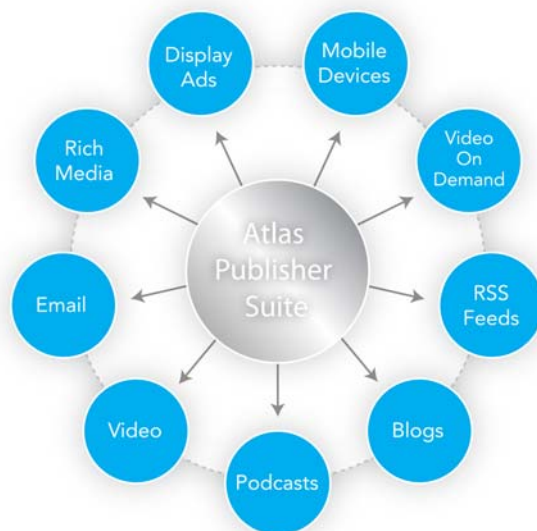 Display
Ads
Mobile
Devices
Rich
Media
Video
On
Demand
Atlas
Publisher
Suite
Email
RSS
Feeds
Video
Blogs
Podcasts